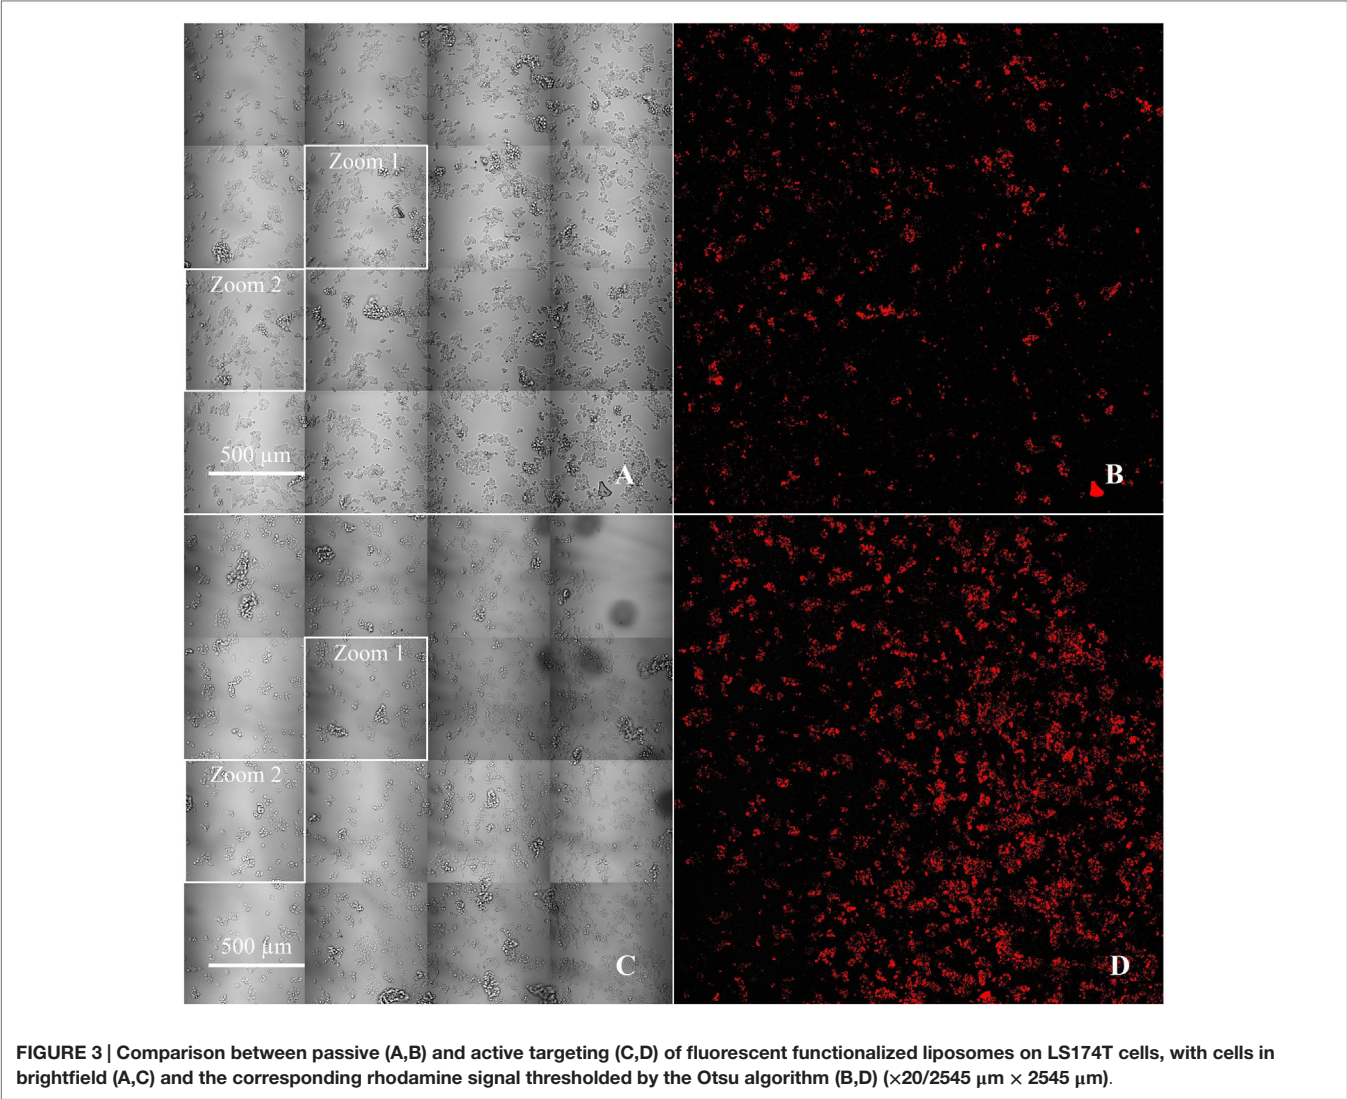 Zoom 1
Zoom 2
500 µm
A
B
Zoom 1
Zoom 2
500 µm
C
D
FIGURE 3 | Comparison between passive (A,B) and active targeting (C,D) of fluorescent functionalized liposomes on LS174T cells, with cells in
brightfield (A,C) and the corresponding rhodamine signal thresholded by the Otsu algorithm (B,D) (×20/2545 µm × 2545 µm).